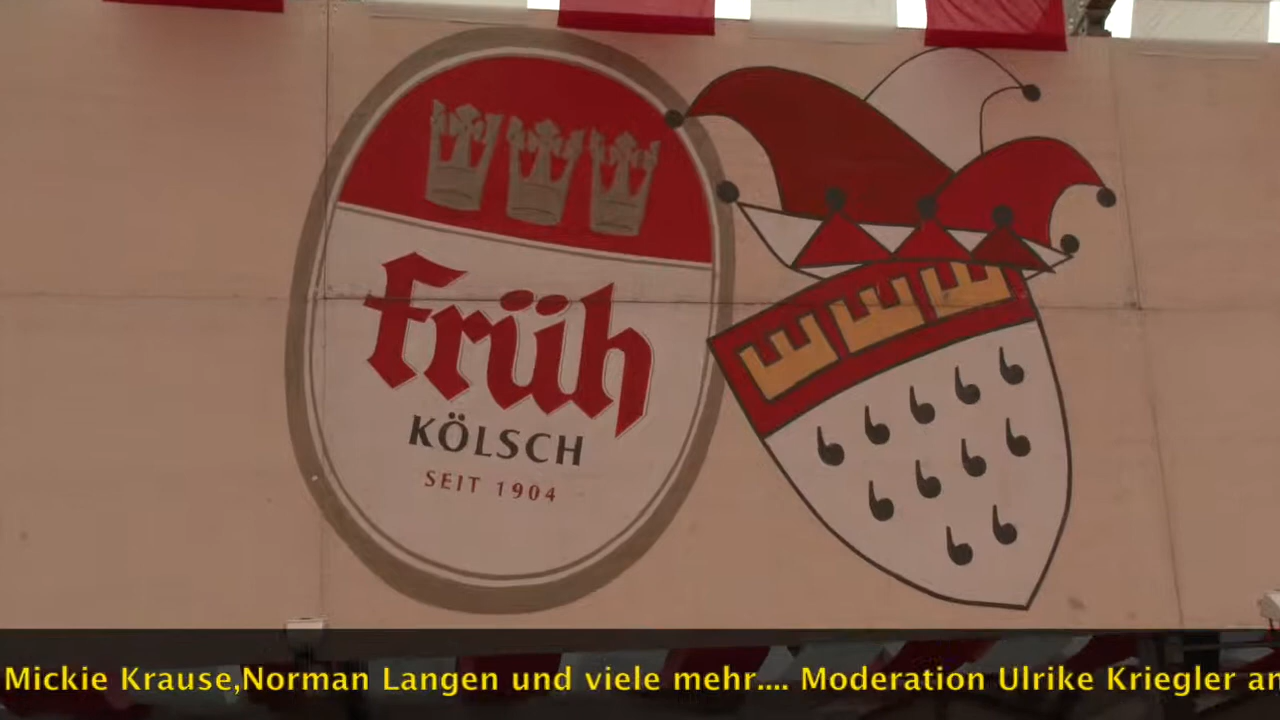 früh
KÖLSCH
SEIT 1904
Mickie Krause,Norman Langen und viele mehr.... Moderation Ulrike Kriegler an